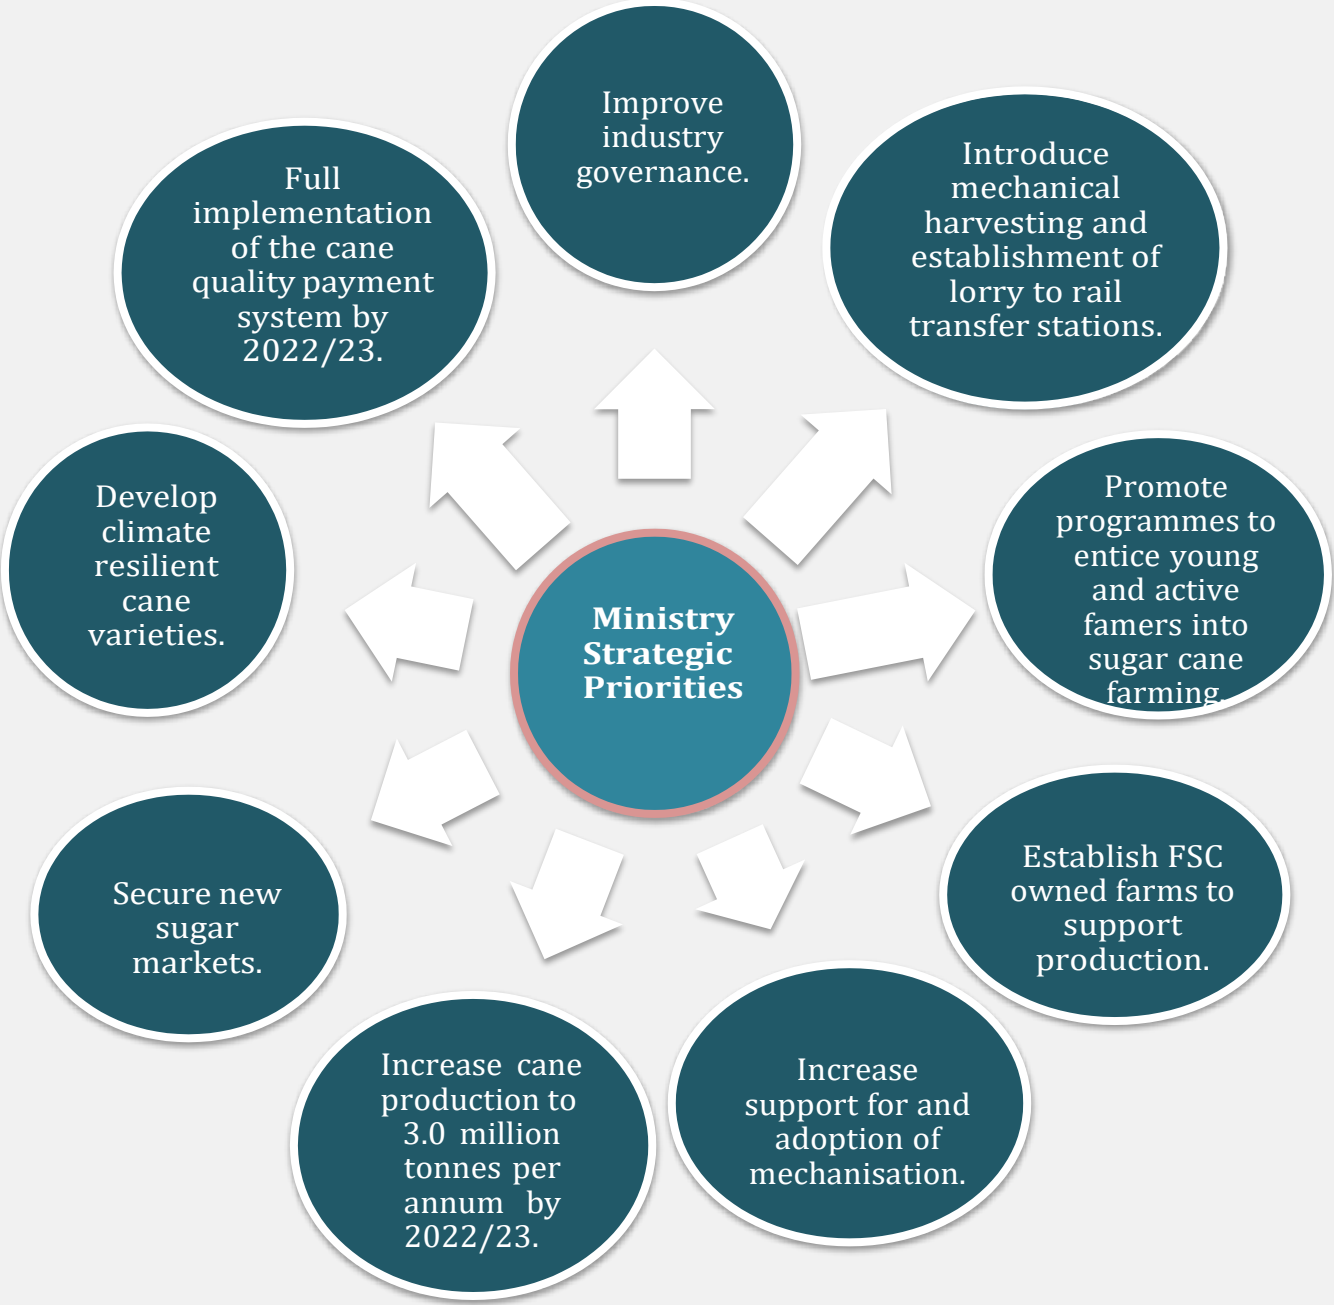 Improve
industry
governance.
Introduce
mechanical
harvesting and
establishment of
lorry to rail
transfer stations.
Promote
programmes to
entice young
and active
famers into
sugar cane
farming.
Establish FSC
owned farms to
support
production.
Increase
support for and
adoption of
mechanisation.
Increase cane
production to
3.0 million
tonnes per
annum by
2022/23.
Secure new
sugar
markets.
Develop
climate
resilient
cane
varieties.
Full
implementation
of the cane
quality payment
system by
2022/23.
Ministry
Strategic
Priorities